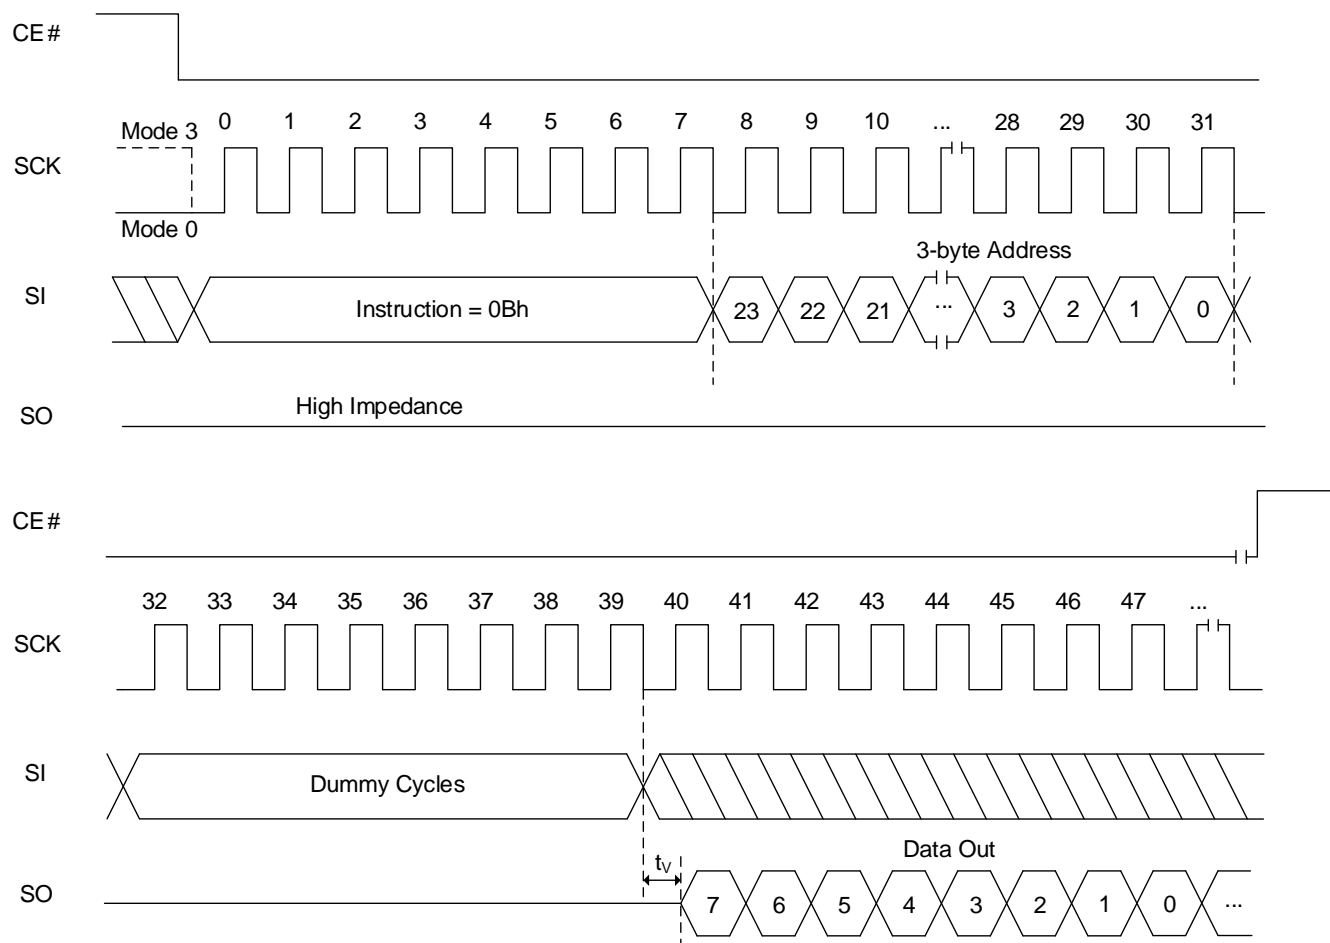 CE#
Mode 3 0 1 2 3 4 5 6 7 8 9 10 ... 28 29 30 31
SCK
Mode 0
3-byte Address
SI Instruction = 0Bh 23 22 21 ... 3 2 1 0
SO High Impedance
CE#
32 33 34 35 36 37 38 39 40 41 42 43 44 45 46 47 ...
SCK
SI Dummy Cycles
Data Out
tV
SO 7 6 5 4 3 2 1 0 ...